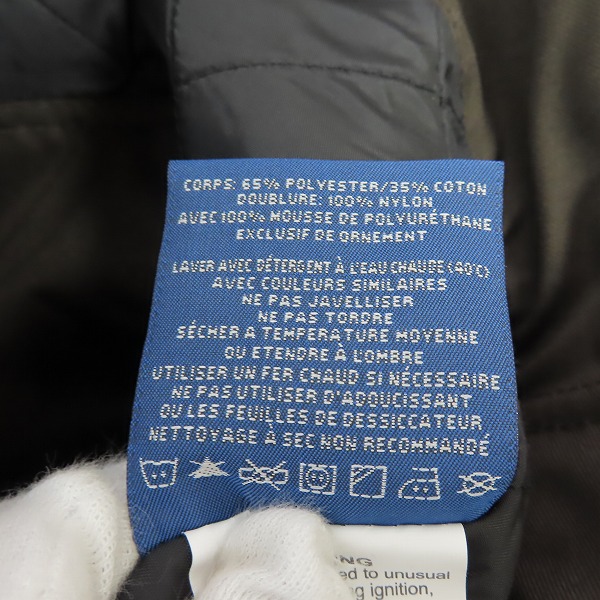 CORPS: 65% POLYESTER/35% COTON
DOUBLURE: 100% NYLON
AVEC 100% MOUSSE DE POLYURÉTHANE
EXCLUSIF DE ORNEMENT
LAVER AVEC DÉTERGENT À L'EAU CHAUDE (40°C)
AVEC COULEURS SIMILAIRES
NE PAS JAVELLISER
NE PAS TORDRE
SÉCHER A TEMPERATURE MOYENNE
OU ETENDRE À L'OMBRE
UTILISER UN FER CHAUD SI NÉCESSAIRE
NE PAS UTILISER D'ADOUCISSANT
OU LES FEUILLES DE DESSICCATEUR
NETTOYAGE À SEC NON RECOMMANDÉ
ed to unusual
ignition,